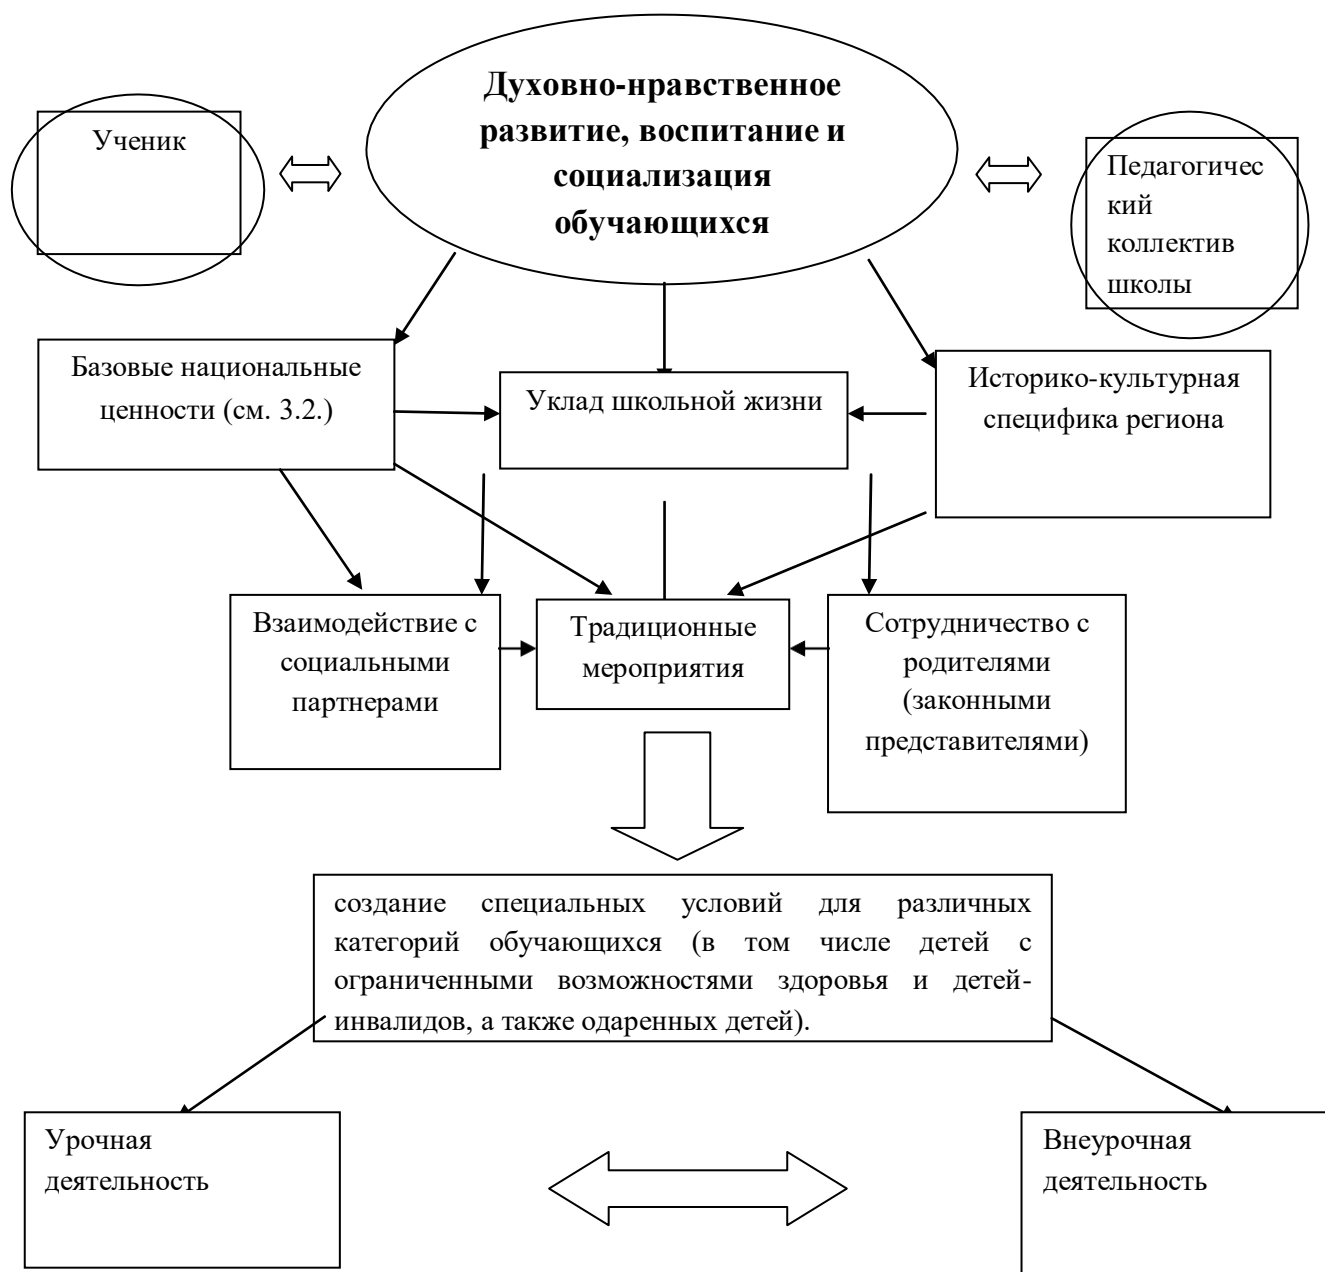 Духовно-нравственное
развитие, воспитание и
социализация
обучающихся
Ученик
Педагогичес
кий
коллектив
школы
Базовые национальные
ценности (см. 3.2.)
Уклад школьной жизни
Историко-культурная
специфика региона
Взаимодействие с
социальными
партнерами
Традиционные
мероприятия
Сотрудничество с
родителями
(законными
представителями)
создание специальных условий для различных
категорий обучающихся (в том числе детей с
ограниченными возможностями здоровья и детей-
инвалидов, а также одаренных детей).
Урочная
деятельность
Внеурочная
деятельность